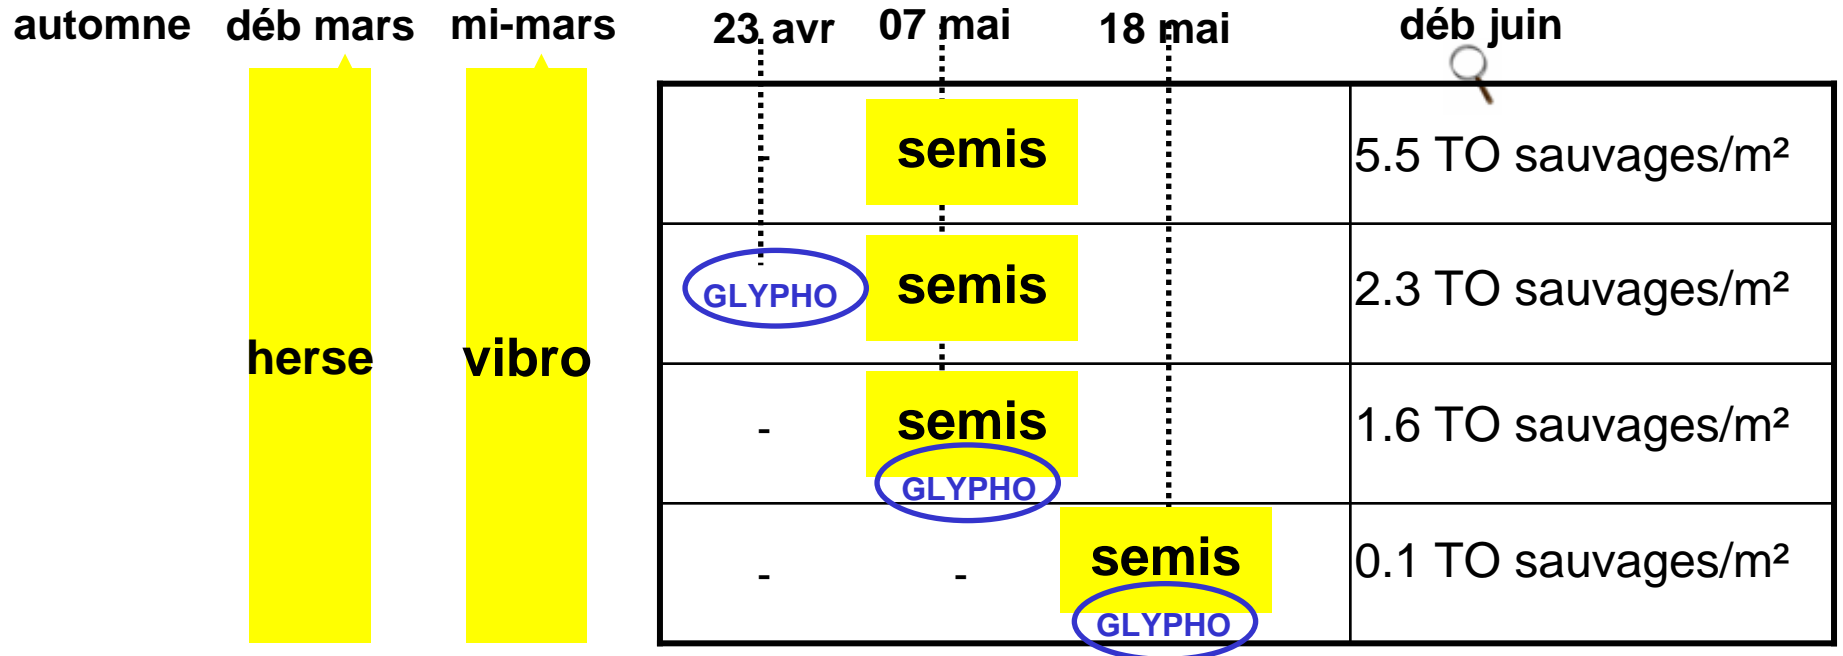 automne déb mars mi-mars 23 avr 07 mai 18 mai déb juin
- semis 5.5 TO sauvages/m²
GLYPHO semis 2.3 TO sauvages/m²
herse vibro
- semis 1.6 TO sauvages/m²
GLYPHO
- - semis 0.1 TO sauvages/m²
GLYPHO